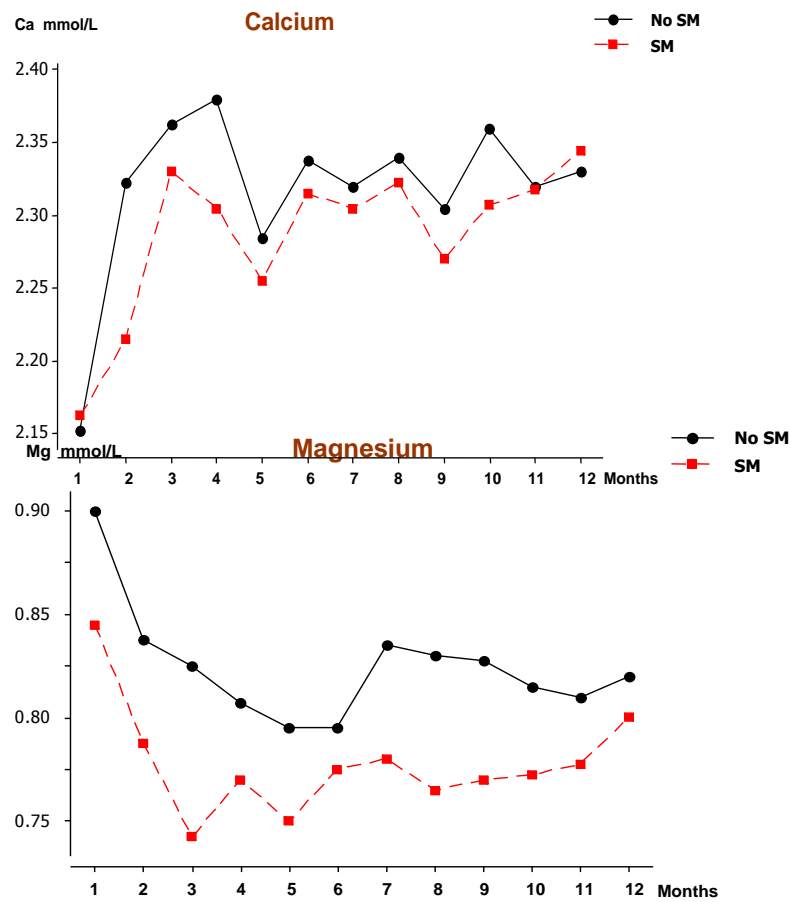 Ca mmol/L
Calcium
No SM
SM
2.40
2.35
2.30
2.25
2.20
2.15
1 2 3 4 5 6 7 8 9 10 11 12 Months
Mg mmol/L
Magnesium
No SM
SM
0.90
0.85
0.80
0.75
1 2 3 4 5 6 7 8 9 10 11 12 Months